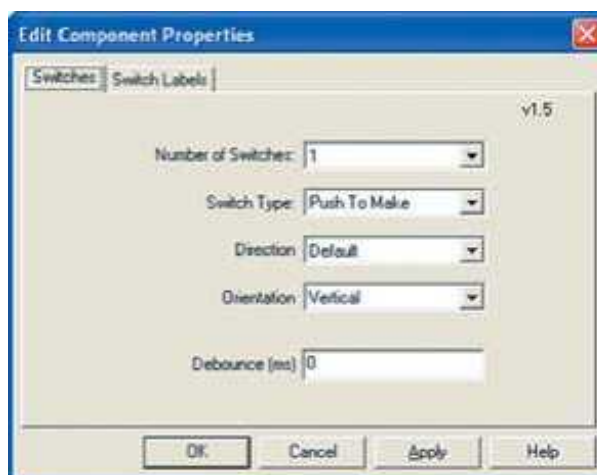 Edit Component Properties
Switches Switch Labels
v1.5
Number of Switches: 1
Switch Type: Push To Make
Direction Default
Orientation Vertical
Debounce (ms) 0
OK Cancel Apply Help